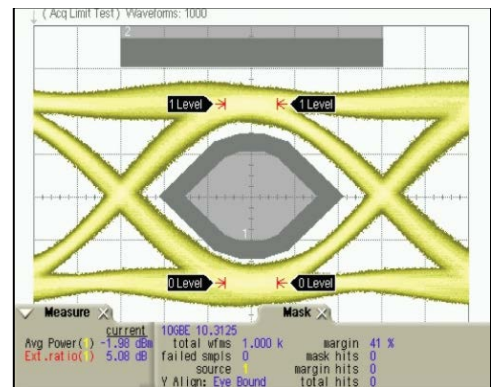 ( Acq Limit Test ) Waveforms: 1000
2
1 Level 1 Level
1
0 Level 0 Level
Measure Mask
current 10GBE 10.3125
Avg Power(1) -1.98 dBm total wfms 1.000 k margin 41 %
Ext.ratio(1) 5.08 dB failed smpls 0 mask hits 0
source 1 margin hits 0
Y Align: Eye Bound total hits 0